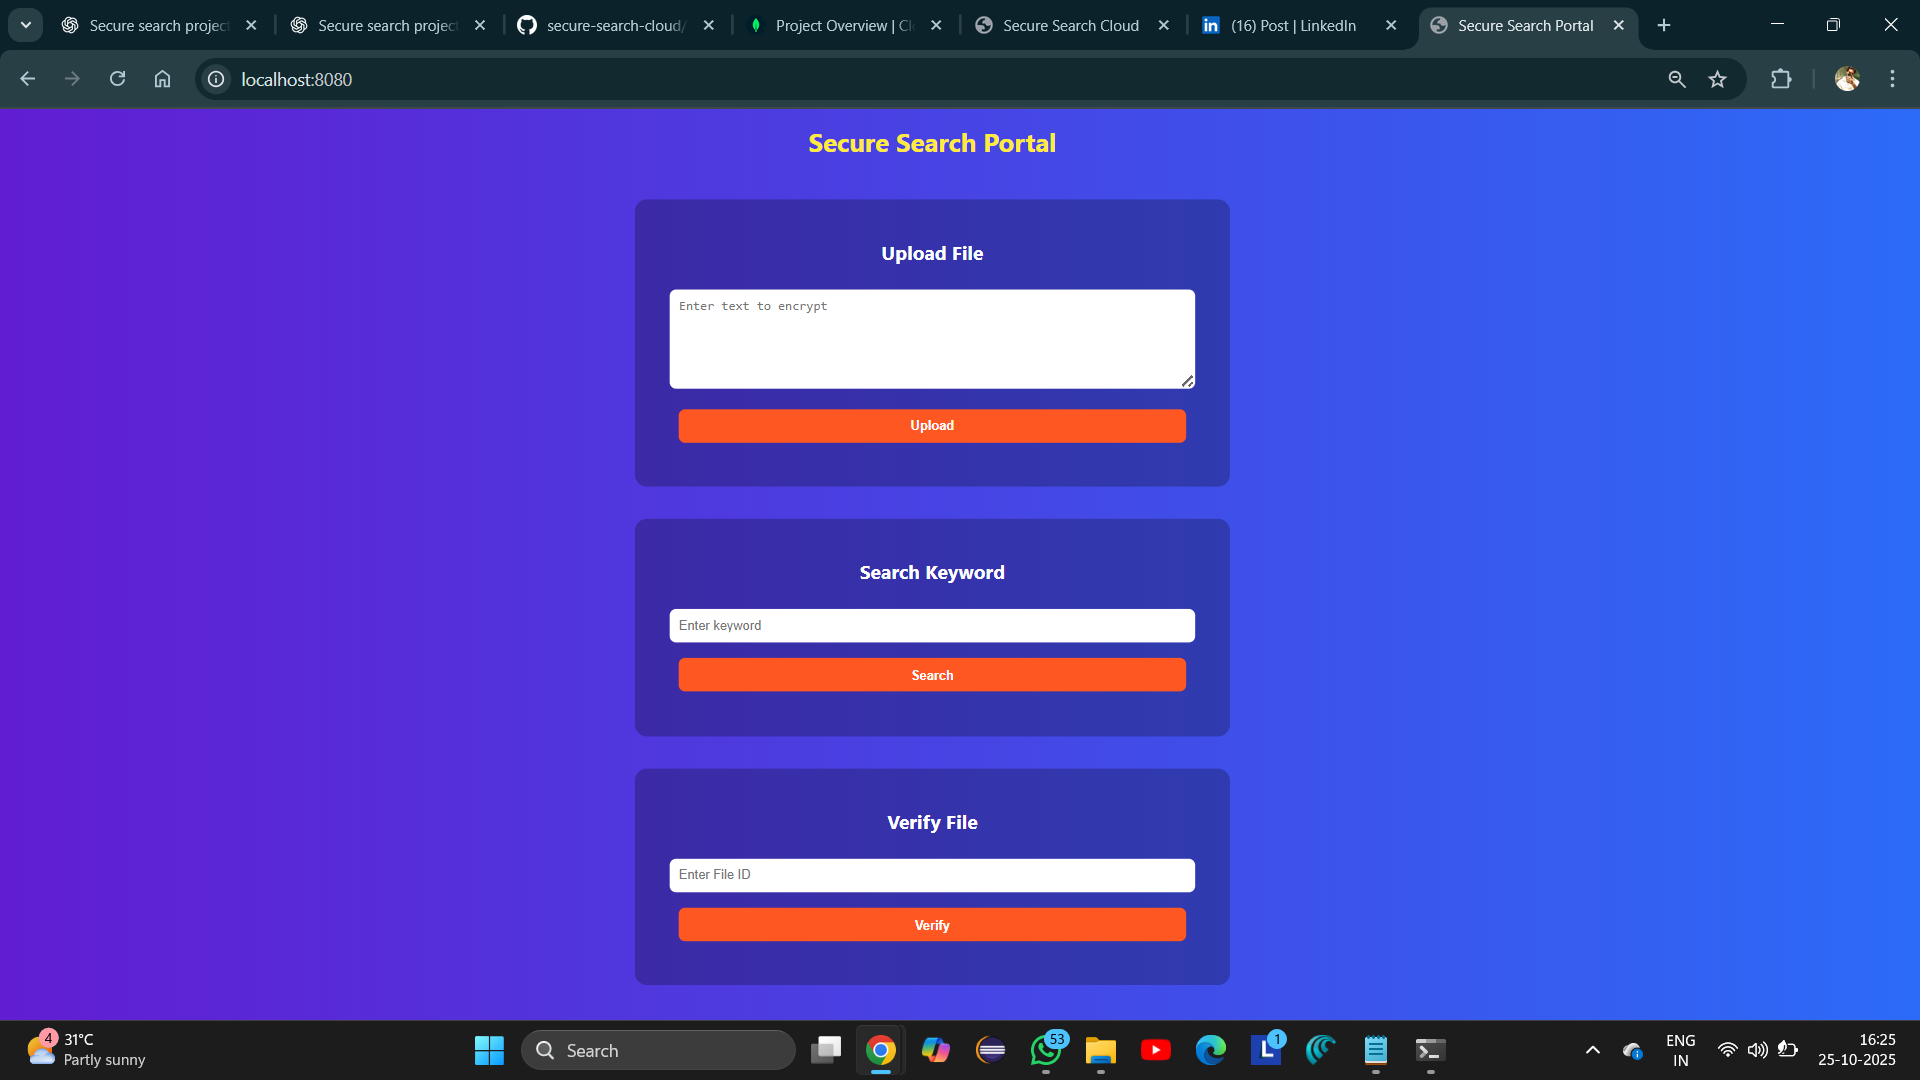 Secure search project
Secure search project
secure-search-cloud/
Project Overview | Cl
Secure Search Cloud
(16) Post | LinkedIn
Secure Search Portal
localhost:8080
Secure Search Portal
Upload File
Enter text to encrypt
Upload
Search Keyword
Enter keyword
Search
Verify File
Enter File ID
Verify
4
31°C
Partly sunny
Search
53
L
1
ENG
IN
16:25
25-10-2025